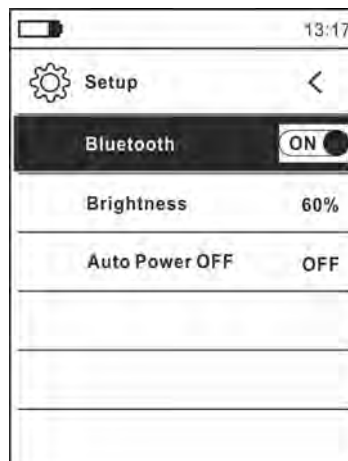 13:17
Setup <
Bluetooth ON
Brightness 60%
Auto Power OFF OFF